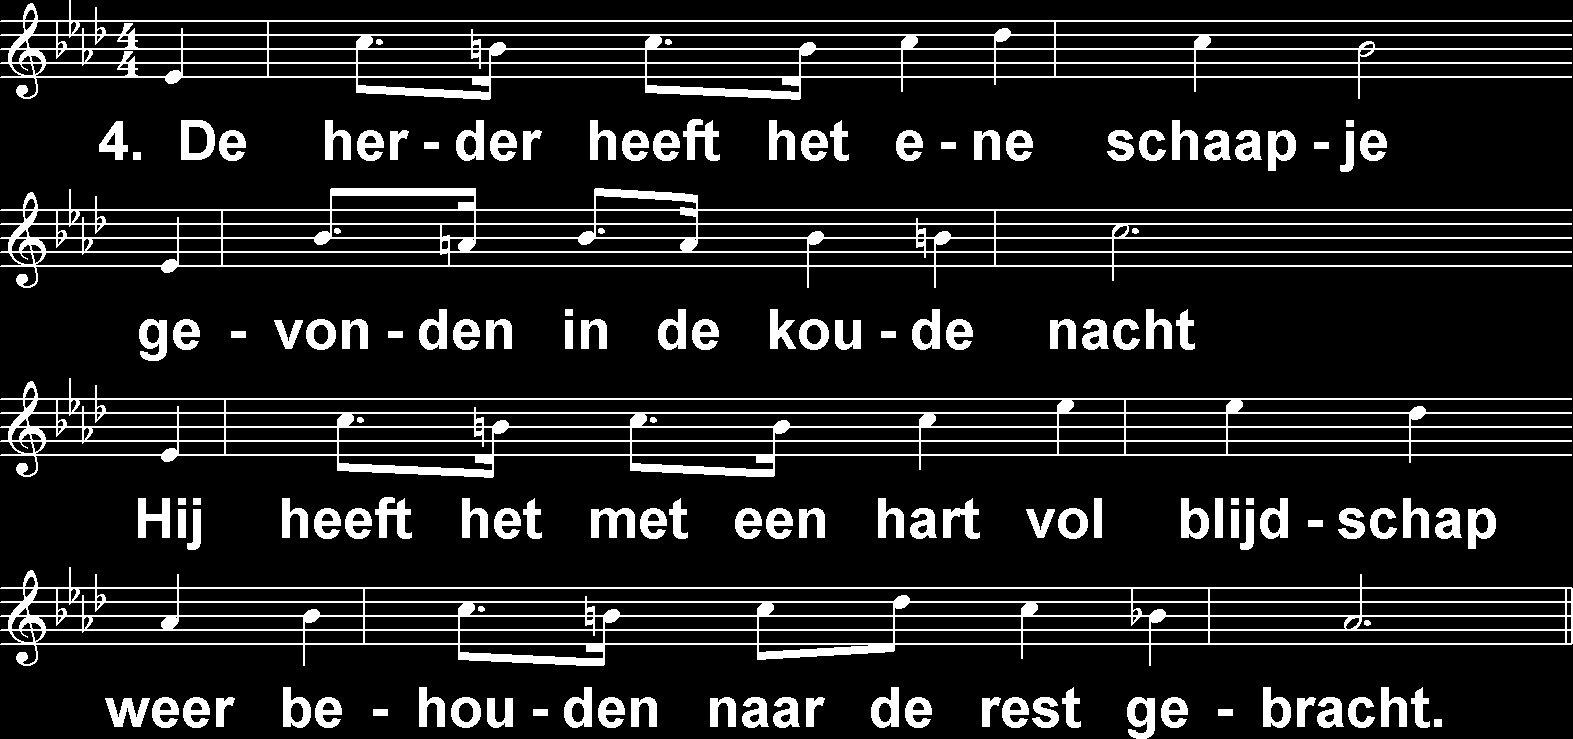 4. De her - der heeft het e - ne schaap - je
ge - von - den in de kou - de nacht
Hij heeft het met een hart vol blijd - schap
weer be - hou - den naar de rest ge - bracht.